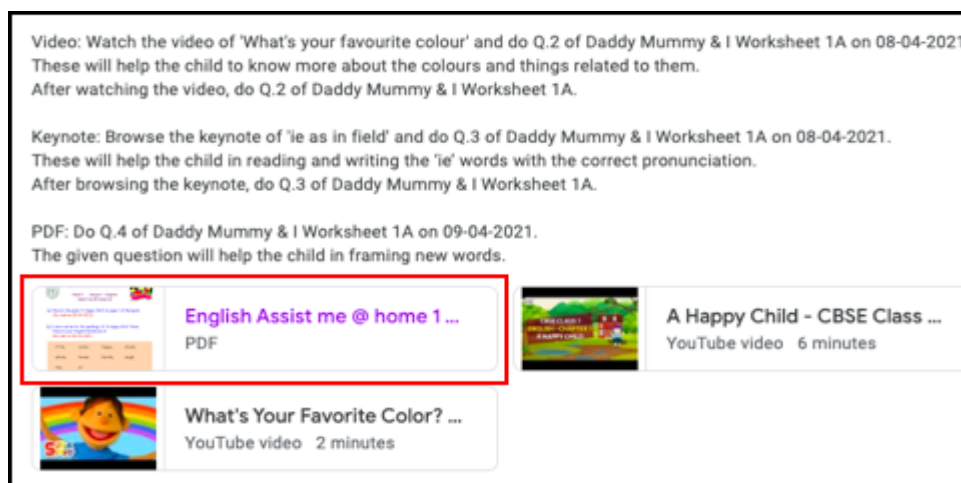 Video: Watch the video of 'What's your favourite colour' and do Q.2 of Daddy Mummy & I Worksheet 1A on 08-04-2021
These will help the child to know more about the colours and things related to them.
After watching the video, do Q.2 of Daddy Mummy & I Worksheet 1A.
Keynote: Browse the keynote of 'ie as in field' and do Q.3 of Daddy Mummy & I Worksheet 1A on 08-04-2021.
These will help the child in reading and writing the 'ie' words with the correct pronunciation.
After browsing the keynote, do Q.3 of Daddy Mummy & I Worksheet 1A.
PDF: Do Q.4 of Daddy Mummy & I Worksheet 1A on 09-04-2021.
The given question will help the child in framing new words.
English Assist me @ home 1 ...
PDF
A Happy Child - CBSE Class ...
YouTube video 6 minutes
What's Your Favorite Color? ...
YouTube video 2 minutes